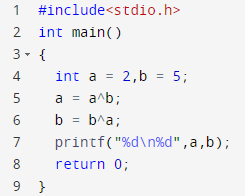 1 #include<stdio.h>
2 int main()
3 {
4 int a = 2,b = 5;
5 a = a^b;
6 b = b^a;
7 printf("%d\n%d",a,b);
8 return 0;
9 }